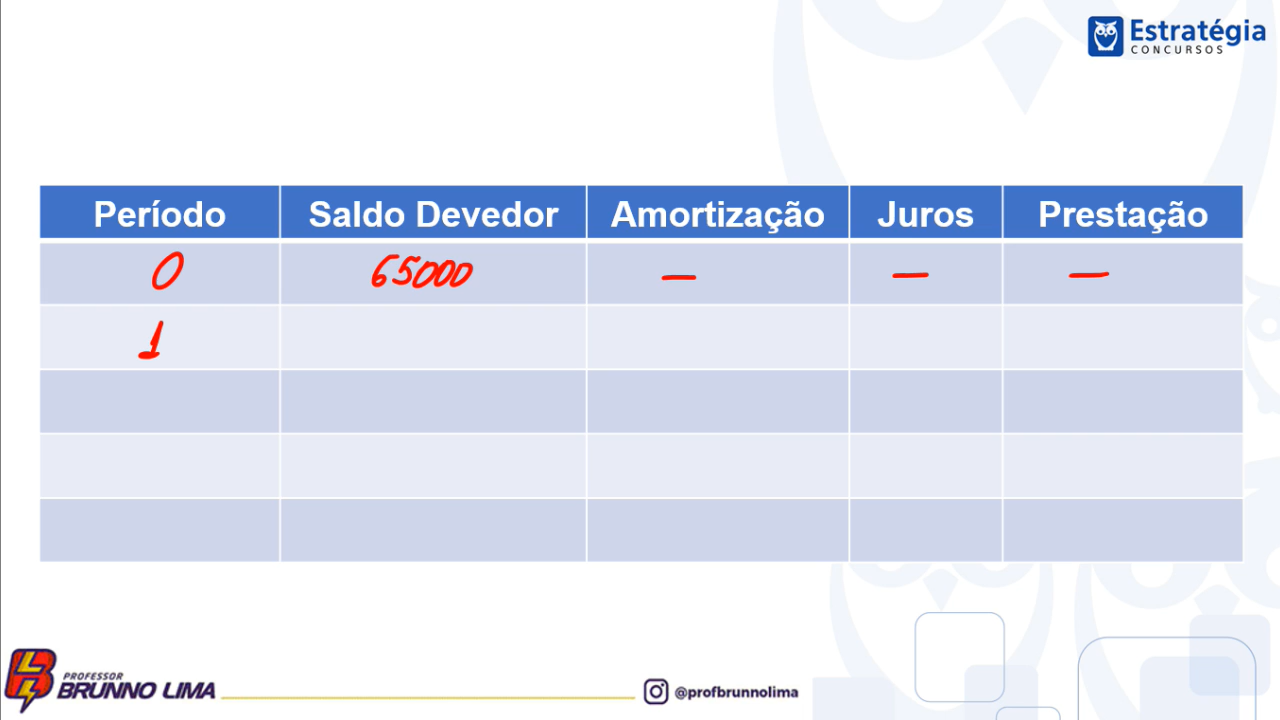 Estratégia
CONCURSOS
Período Saldo Devedor Amortização Juros Prestação
0 65000 — — —
1
PROFESSOR
BRUNNO LIMA
@profbrunnolima